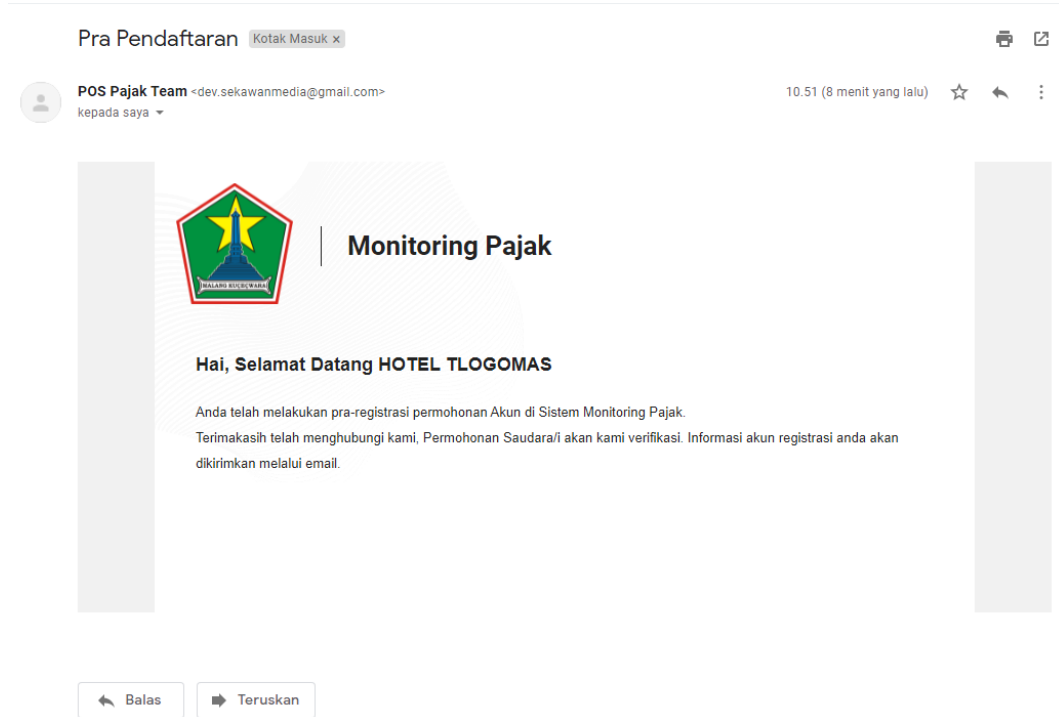 Pra Pendaftaran Kotak Masuk ×
POS Pajak Team <dev.sekawanmedia@gmail.com> 10.51 (8 menit yang lalu)
kepada saya
MALANG KUÇEÇWARA
Monitoring Pajak
Hai, Selamat Datang HOTEL TLOGOMAS
Anda telah melakukan pra-registrasi permohonan Akun di Sistem Monitoring Pajak.
Terimakasih telah menghubungi kami, Permohonan Saudara/i akan kami verifikasi. Informasi akun registrasi anda akan
dikirimkan melalui email.
Balas Teruskan